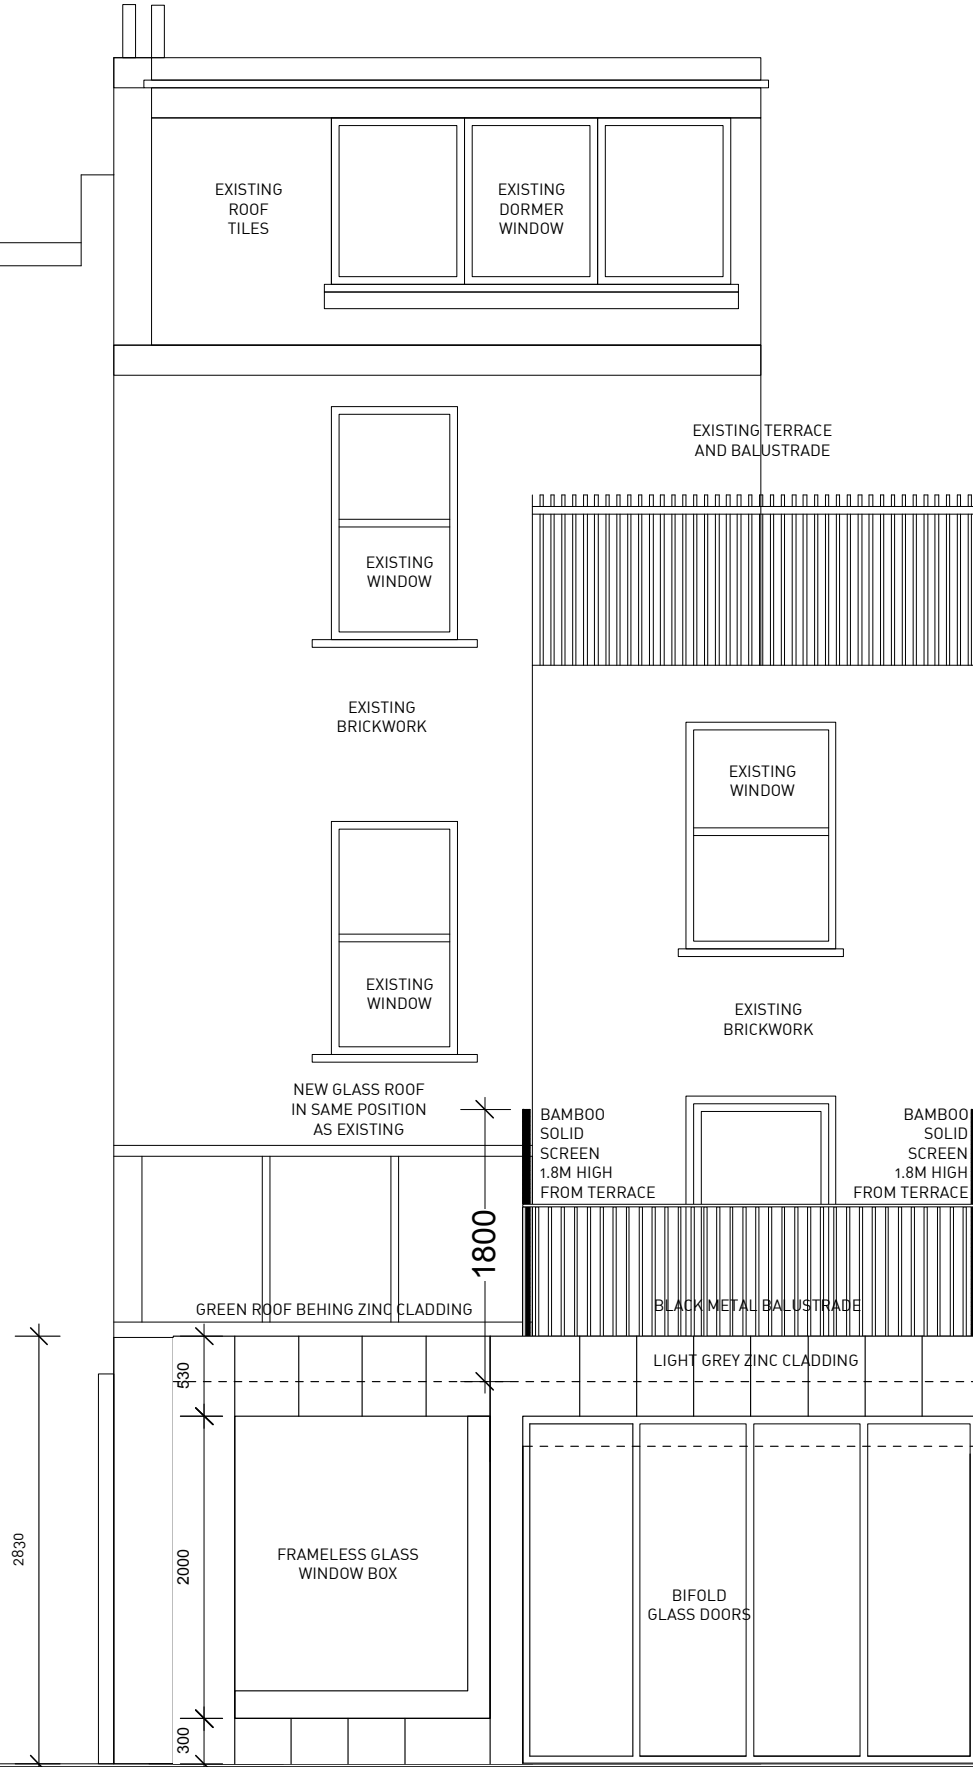 EXISTING
ROOF
TILES
EXISTING
DORMER
WINDOW
EXISTING TERRACE
AND BALUSTRADE
EXISTING
WINDOW
EXISTING
BRICKWORK
EXISTING
WINDOW
EXISTING
WINDOW
EXISTING
BRICKWORK
NEW GLASS ROOF
IN SAME POSITION
AS EXISTING
BAMBOO
SOLID
SCREEN
1.8M HIGH
FROM TERRACE
BAMBOO
SOLID
SCREEN
1.8M HIGH
FROM TERRACE
1800
GREEN ROOF BEHING ZINC CLADDING
BLACK METAL BALUSTRADE
LIGHT GREY ZINC CLADDING
530
2830
2000
FRAMELESS GLASS
WINDOW BOX
BIFOLD
GLASS DOORS
300